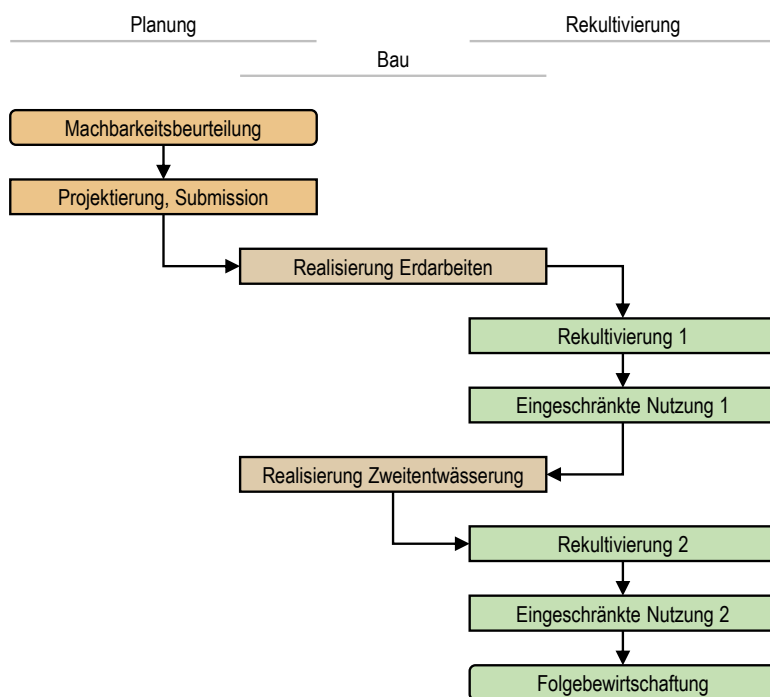 Planung
Rekultivierung
Bau
Machbarkeitsbeurteilung
Projektierung, Submission
Realisierung Erdarbeiten
Rekultivierung 1
Eingeschränkte Nutzung 1
Realisierung Zweitentwässerung
Rekultivierung 2
Eingeschränkte Nutzung 2
Folgebewirtschaftung